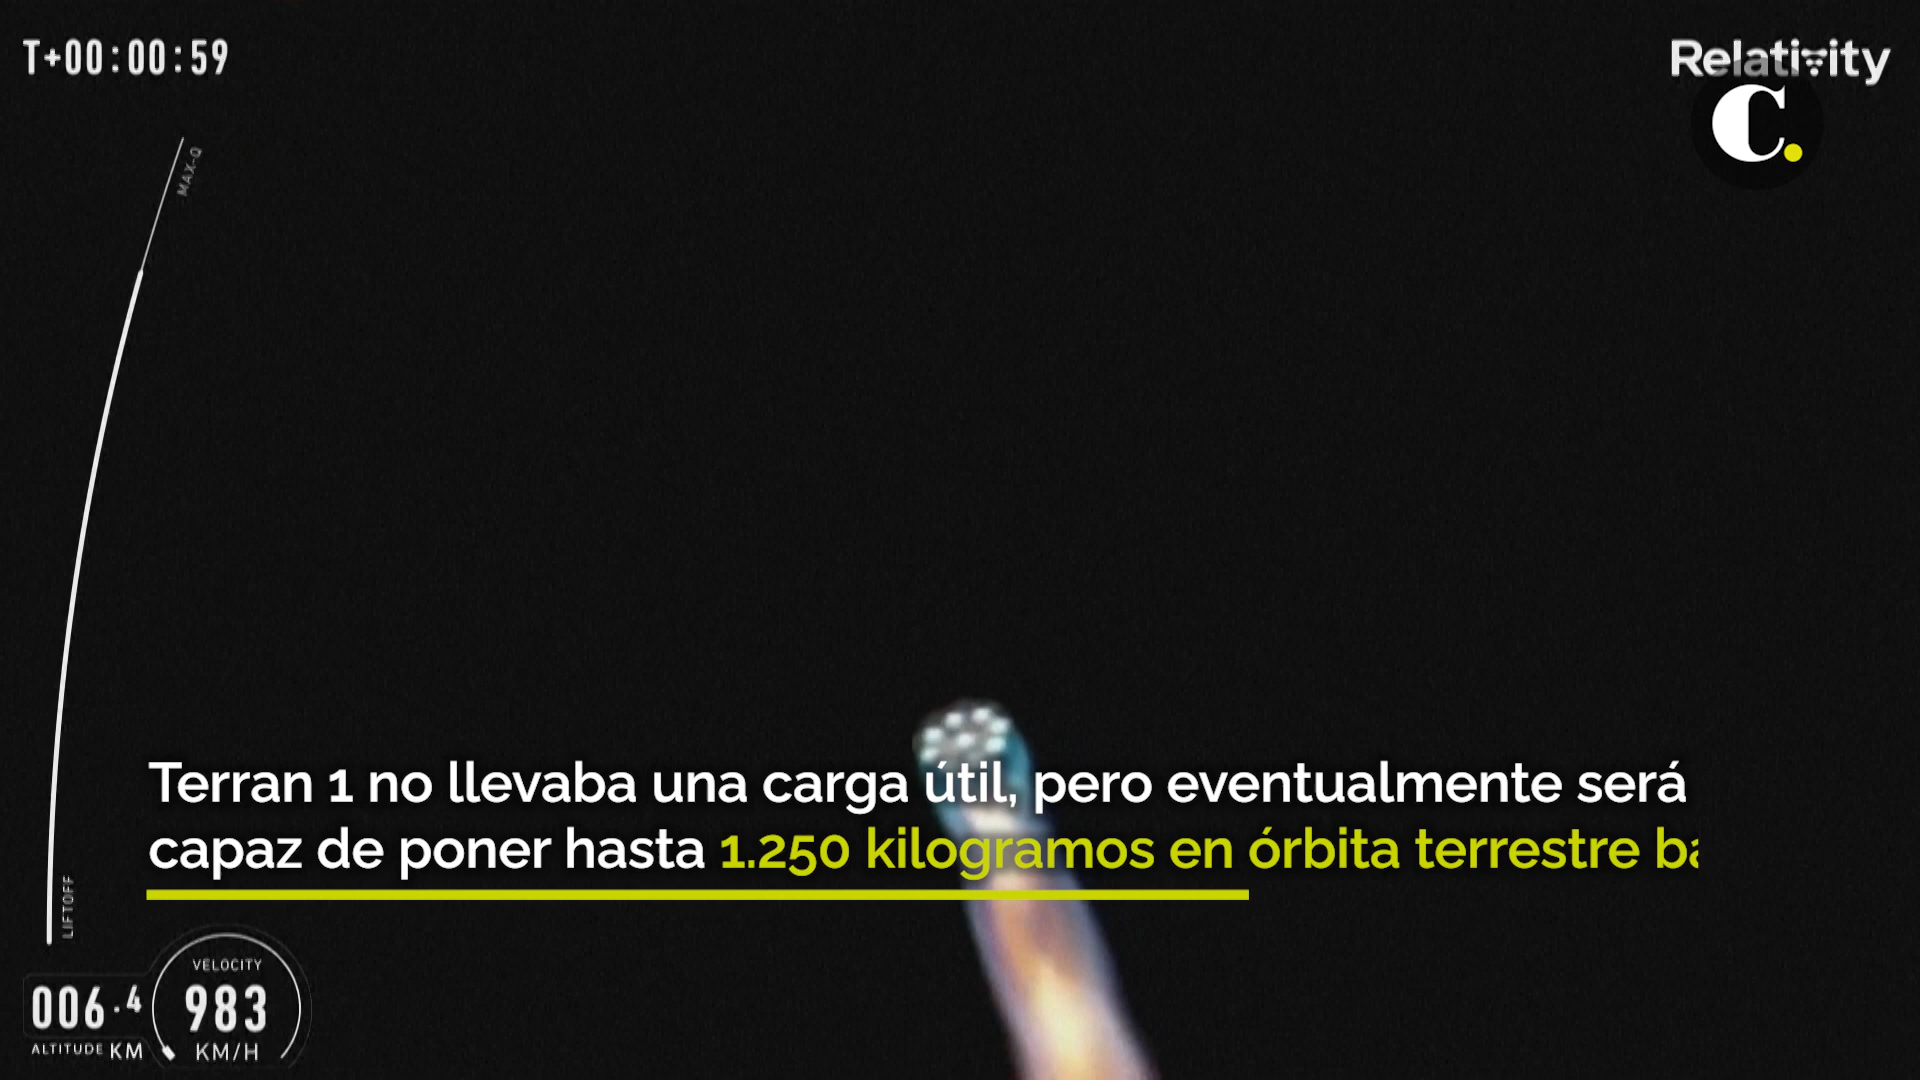 T+00:00:59
Relativity
C.
MAX-Q
Terran 1 no llevaba una carga útil, pero eventualmente será
capaz de poner hasta 1.250 kilogramos en órbita terrestre ba
LIFTOFF
VELOCITY
006.4
983
ALTITUDE KM
KM/H